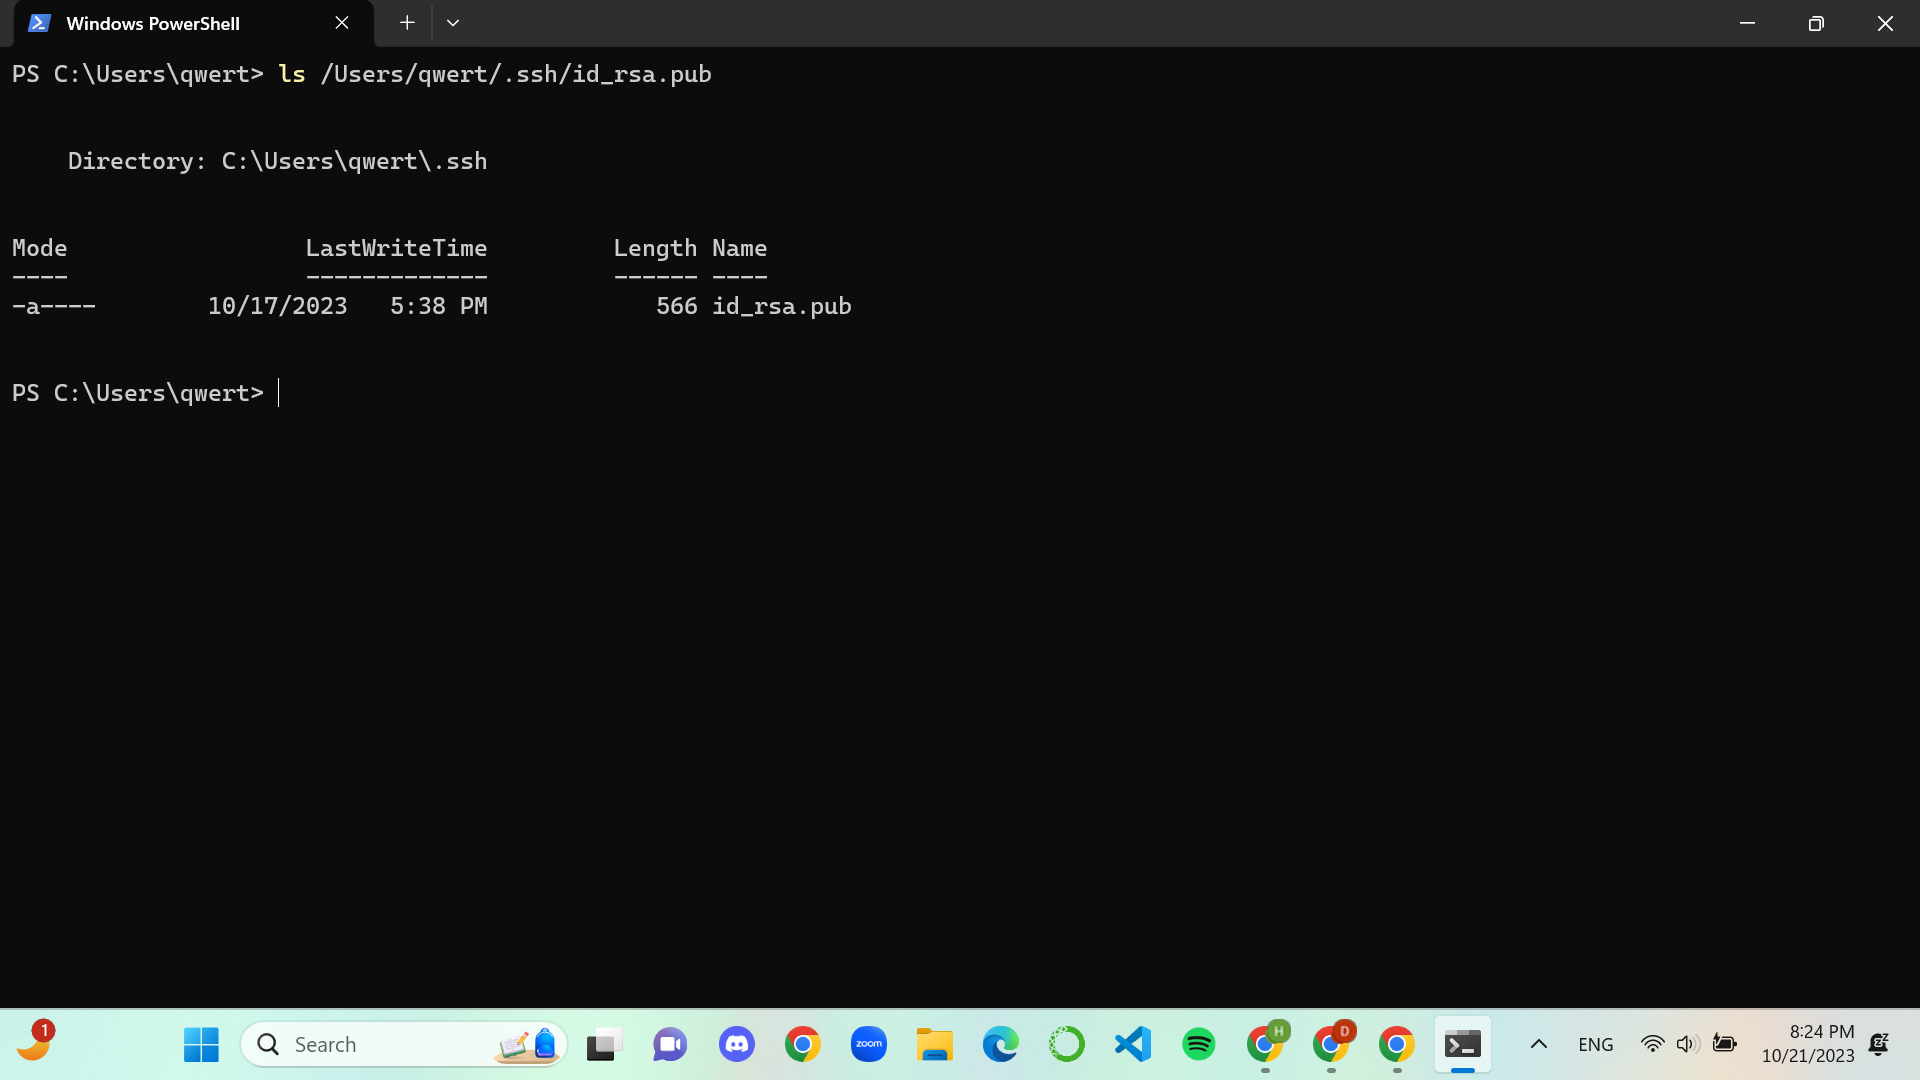 Windows PowerShell
PS C:\Users\qwert> ls /Users/qwert/.ssh/id_rsa.pub
Directory: C:\Users\qwert\.ssh
Mode LastWriteTime Length Name
---- ------------- ------ ----
-a---- 10/17/2023 5:38 PM 566 id_rsa.pub
PS C:\Users\qwert>
1
Search
zoom
H
D
ENG
8:24 PM
10/21/2023